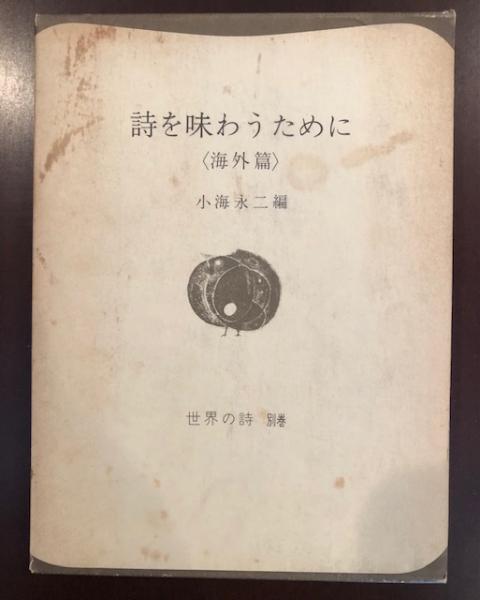 詩を味わうために
〈海外篇〉
小海永二編
世界の詩 別巻